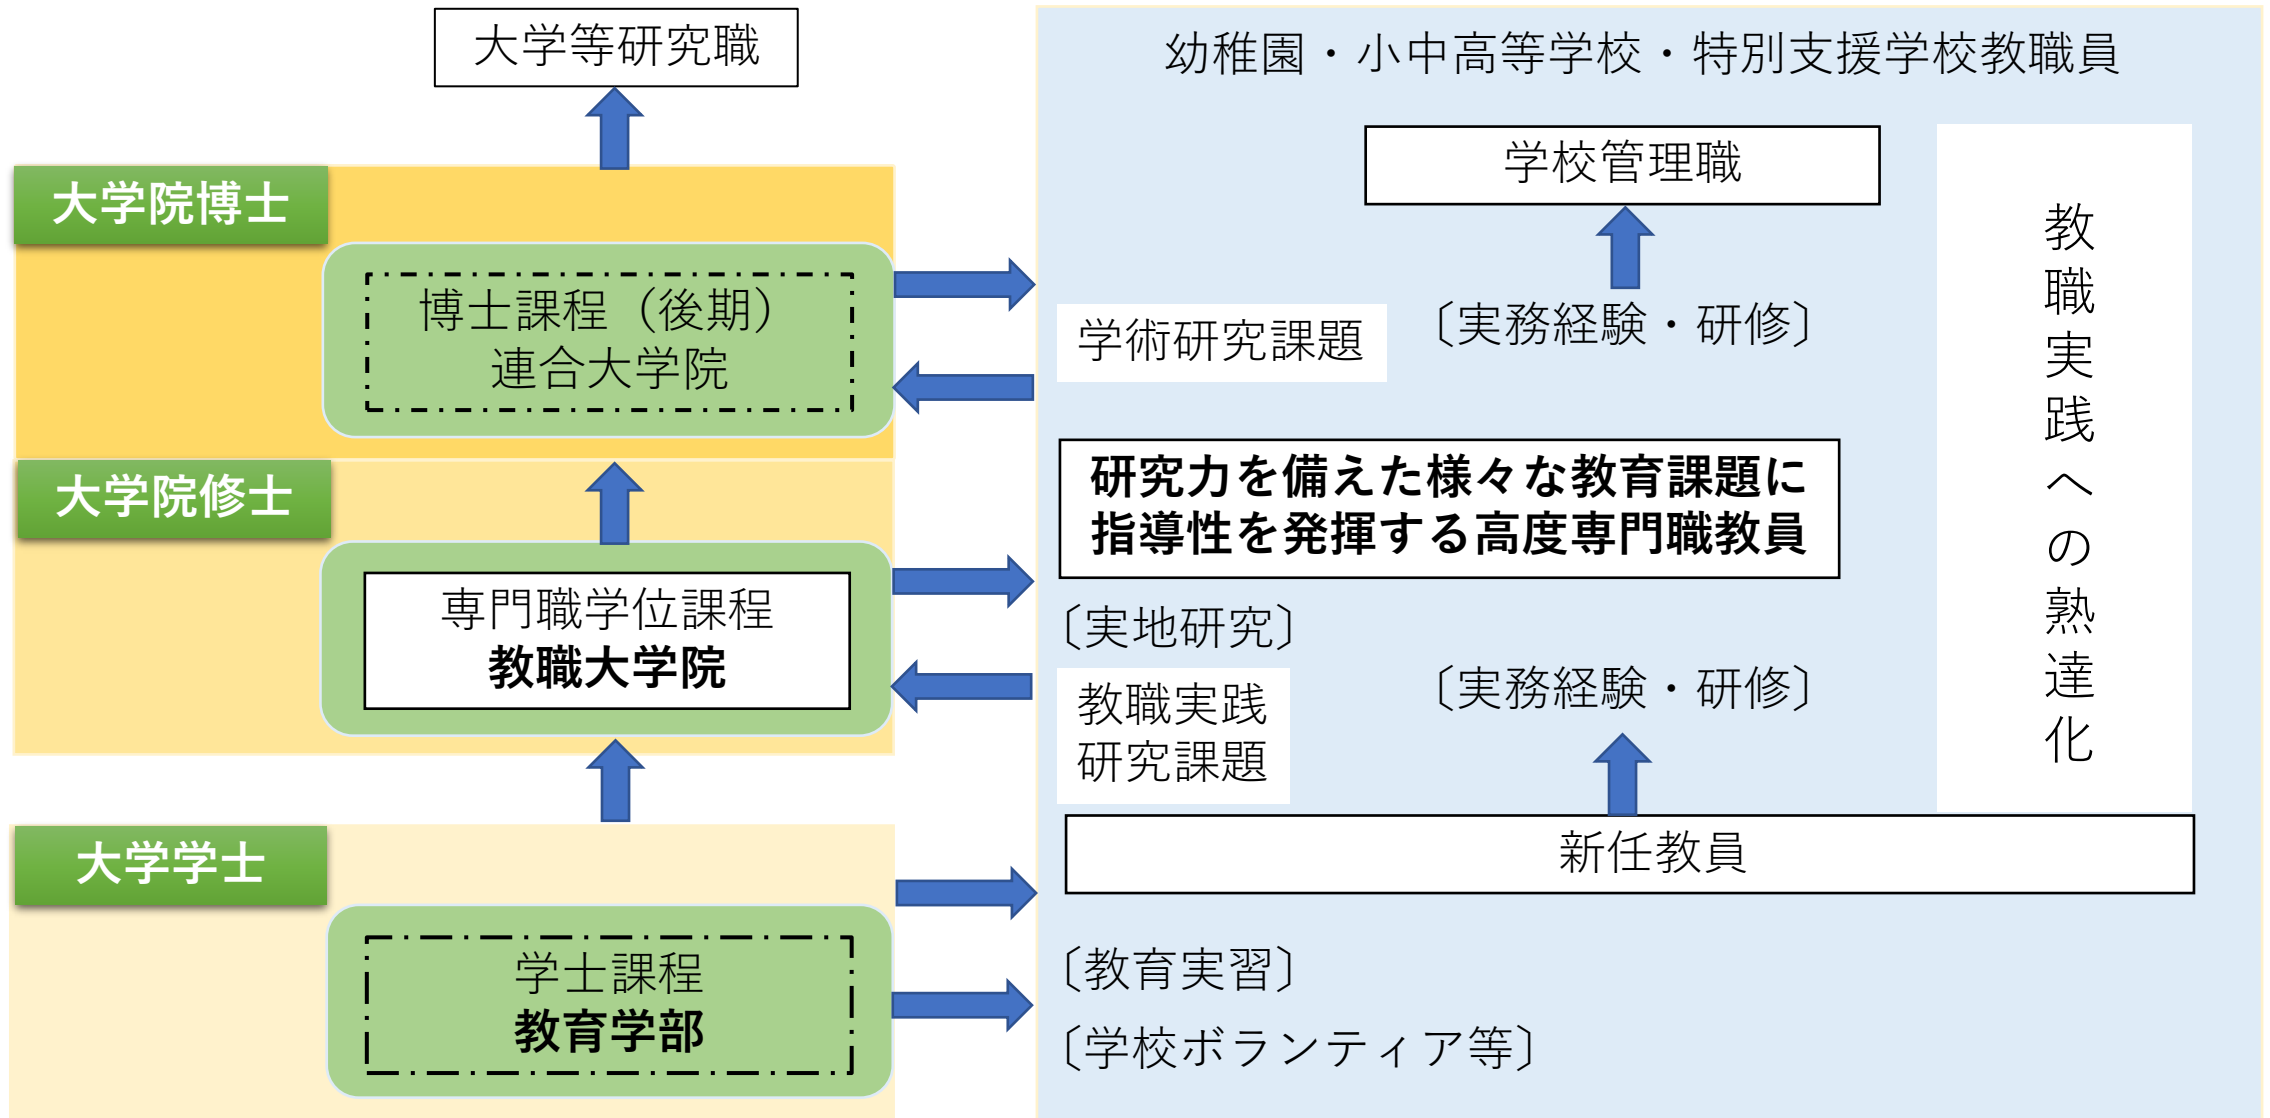 大学等研究職
大学院博士
博士課程（後期）
連合大学院
大学院修士
専門職学位課程
教職大学院
大学学士
学士課程
教育学部
幼稚園・小中高等学校・特別支援学校教職員
学校管理職
〔実務経験・研修〕
学術研究課題
研究力を備えた様々な教育課題に
指導性を発揮する高度専門職教員
〔実地研究〕
〔実務経験・研修〕
教職実践
研究課題
新任教員
〔教育実習〕
〔学校ボランティア等〕
教職実践への熟達化